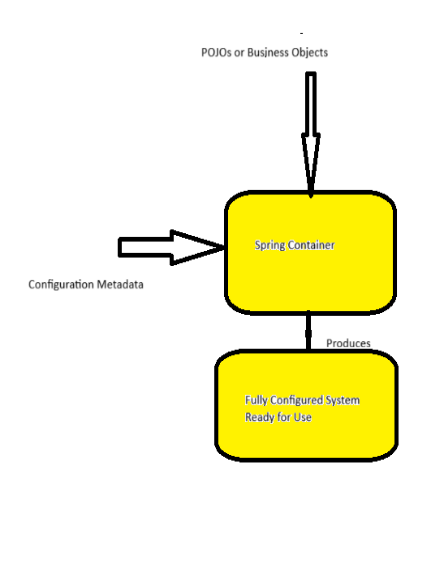 POJOs or Business Objects
Spring Container
Configuration Metadata
Produces
Fully Configured System
Ready for Use